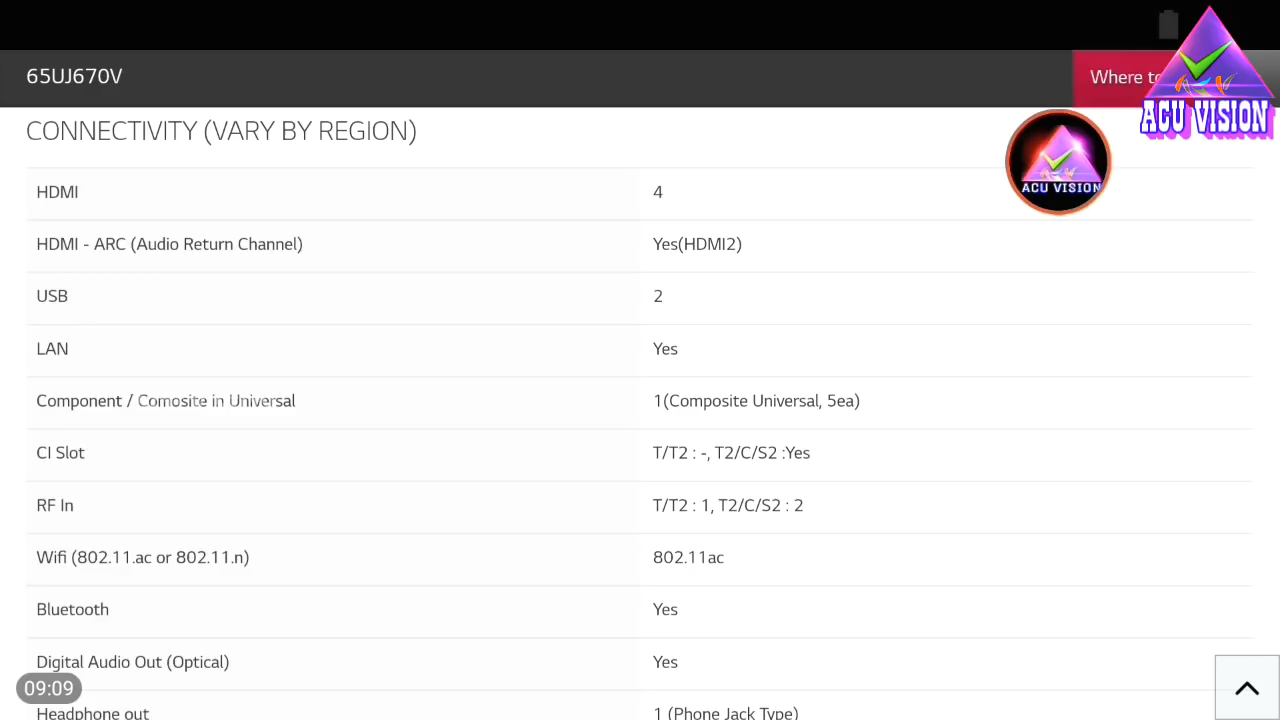 65UJ670V
Where to
ACU VISION
CONNECTIVITY (VARY BY REGION)
ACU VISION
HDMI 4
HDMI - ARC (Audio Return Channel) Yes(HDMI2)
USB 2
LAN Yes
Component / Comosite in Universal 1(Composite Universal, 5ea)
CI Slot T/T2 : -, T2/C/S2 :Yes
RF In T/T2 : 1, T2/C/S2 : 2
Wifi (802.11.ac or 802.11.n) 802.11ac
Bluetooth Yes
Digital Audio Out (Optical) Yes
09:09
Headphone out 1 (Phone Jack Type)